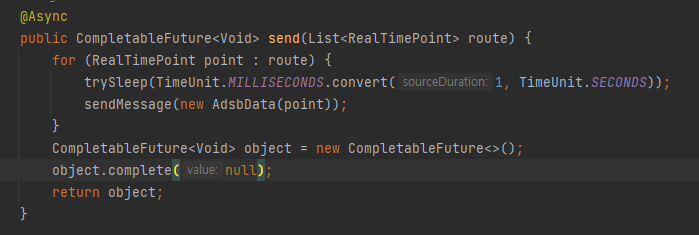 @Async
public CompletableFuture<Void> send(List<RealTimePoint> route) {
for (RealTimePoint point : route) {
trySleep(TimeUnit.MILLISECONDS.convert( sourceDuration: 1, TimeUnit.SECONDS));
sendMessage(new AdsbData(point));
}
CompletableFuture<Void> object = new CompletableFuture<>();
object.complete( value: null);
return object;
}